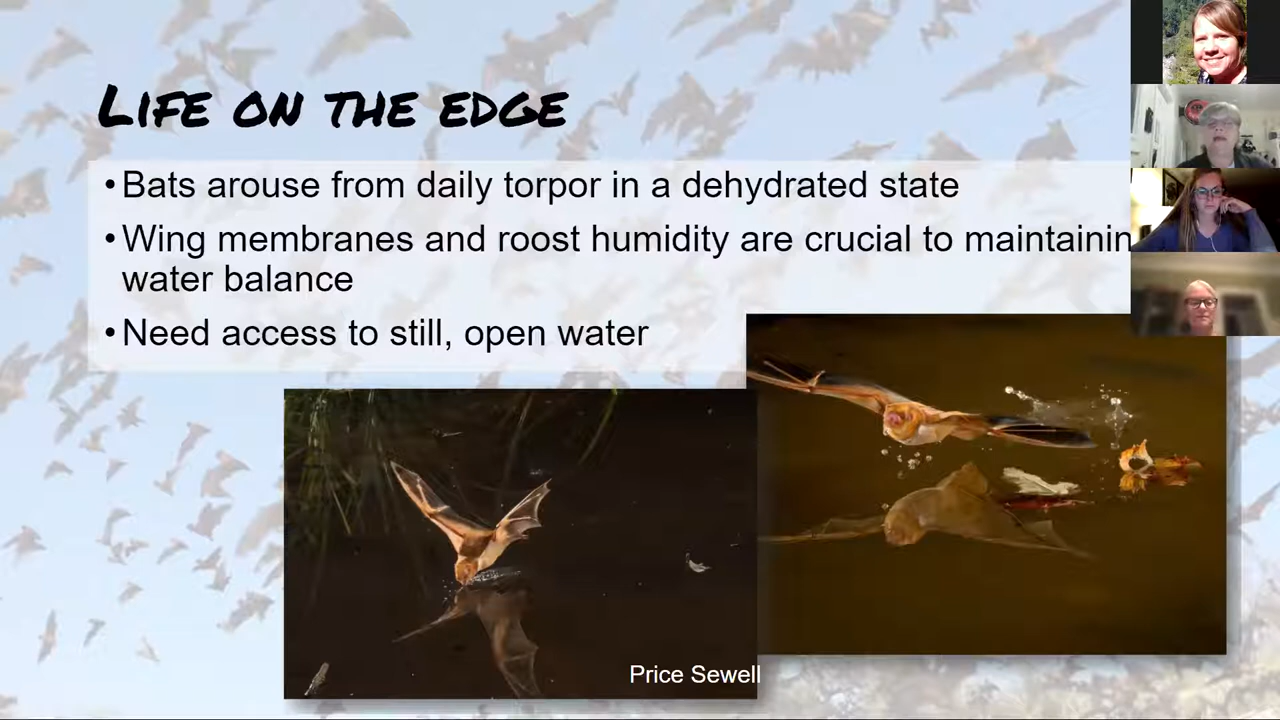 Life on the edge
• Bats arouse from daily torpor in a dehydrated state
• Wing membranes and roost humidity are crucial to maintainin
water balance
• Need access to still, open water
Price Sewell